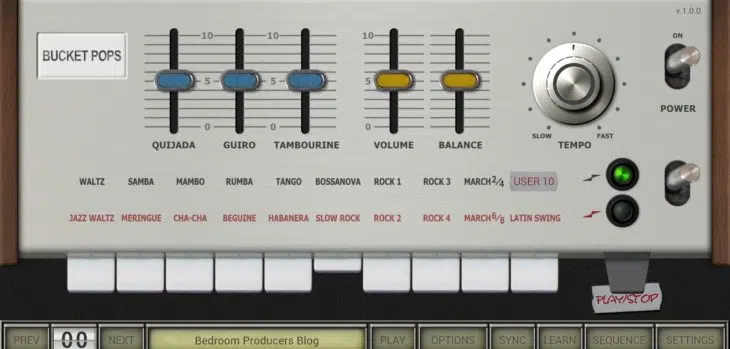 v.1.0.0
BUCKET POPS
10 10 10
5 5 5
0 0 0
QUIJADA GUIRO TAMBOURINE VOLUME BALANCE
SLOW FAST
TEMPO
ON
POWER
WALTZ SAMBA MAMBO RUMBA TANGO BOSSANOVA ROCK 1 ROCK 3 MARCH 2/4 USER 10
JAZZ WALTZ MERINGUE CHA-CHA BEGUINE HABANERA SLOW ROCK ROCK 2 ROCK 4 MARCH 6/8 LATIN SWING
PLAY/STOP
PREV 00 NEXT Bedroom Producers Blog PLAY OPTIONS SYNC LEARN SEQUENCE SETTINGS